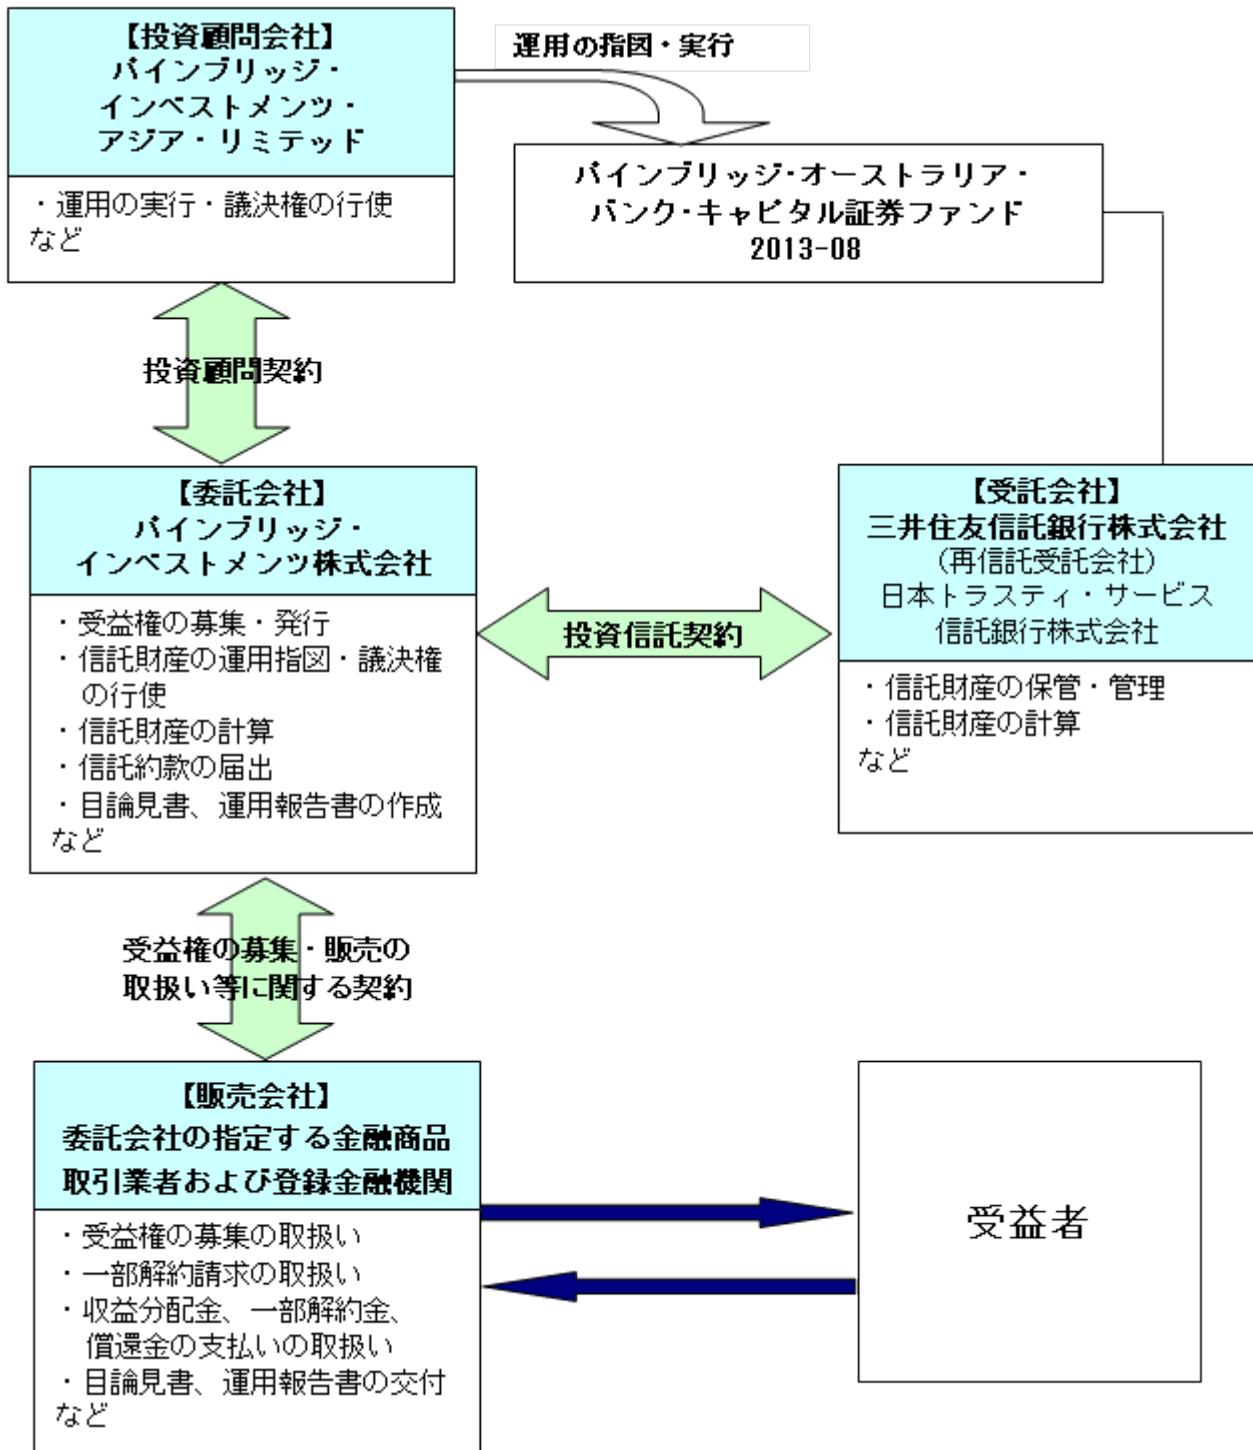 【投資顧問会社】
パインブリッジ・
インベストメンツ・
アジア・リミテッド
・運用の実行・議決権の行使
など
運用の指図・実行
パインブリッジ・オーストラリア・
バンク・キャピタル証券ファンド
2013-08
投資顧問契約
【委託会社】
パインブリッジ・
インベストメンツ株式会社
・受益権の募集・発行
・信託財産の運用指図・議決権
の行使
・信託財産の計算
・信託約款の届出
・目論見書、運用報告書の作成
など
投資信託契約
【受託会社】
三井住友信託銀行株式会社
(再信託受託会社)
日本トラスティ・サービス
信託銀行株式会社
・信託財産の保管・管理
・信託財産の計算
など
受益権の募集・販売の
取扱い等に関する契約
【販売会社】
委託会社の指定する金融商品
取引業者および登録金融機関
・受益権の募集の取扱い
・一部解約請求の取扱い
・収益分配金、一部解約金、
償還金の支払いの取扱い
・目論見書、運用報告書の交付
など
受益者